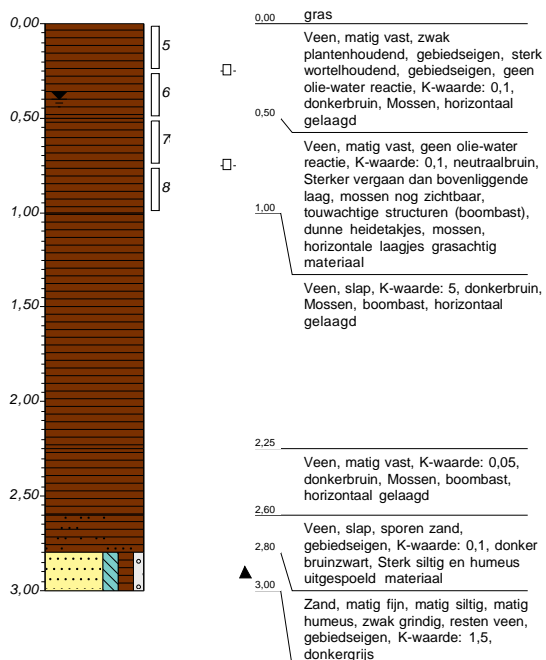 0,00
0,50
1,00
1,50
2,00
2,50
3,00
5
6
7
8
0,00
gras
Veen, matig vast, zwak
plantenhoudend, gebiedseigen, sterk
wortelhoudend, gebiedseigen, geen
olie-water reactie, K-waarde: 0,1,
donkerbruin, Mossen, horizontaal
gelaagd
0,50
Veen, matig vast, geen olie-water
reactie, K-waarde: 0,1, neutraalbruin,
Sterker vergaan dan bovenliggende
laag, mossen nog zichtbaar,
touwachtige structuren (boombast),
dunne heidetakjes, mossen,
horizontale laagjes grasachtig
materiaal
1,00
Veen, slap, K-waarde: 5, donkerbruin,
Mossen, boombast, horizontaal
gelaagd
2,25
Veen, matig vast, K-waarde: 0,05,
donkerbruin, Mossen, boombast,
horizontaal gelaagd
2,60
Veen, slap, sporen zand,
gebiedseigen, K-waarde: 0,1, donker
bruinzwart, Sterk siltig en humeus
uitgespoeld materiaal
2,80
3,00
Zand, matig fijn, matig siltig, matig
humeus, zwak grindig, resten veen,
gebiedseigen, K-waarde: 1,5,
donkergrijs